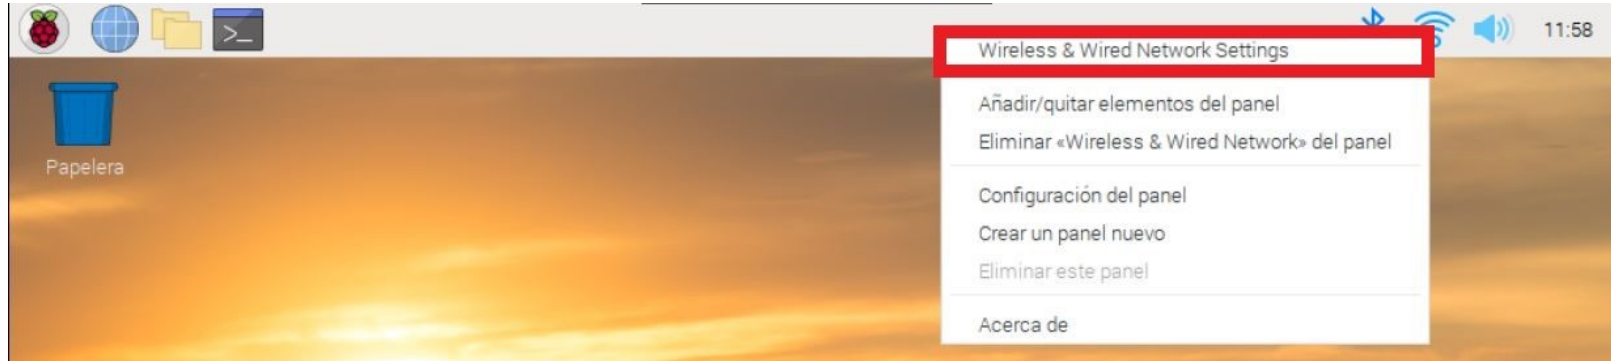 >_
11:58
Wireless & Wired Network Settings
Papelera
Añadir/quitar elementos del panel
Eliminar «Wireless & Wired Network» del panel
Configuración del panel
Crear un panel nuevo
Eliminar este panel
Acerca de